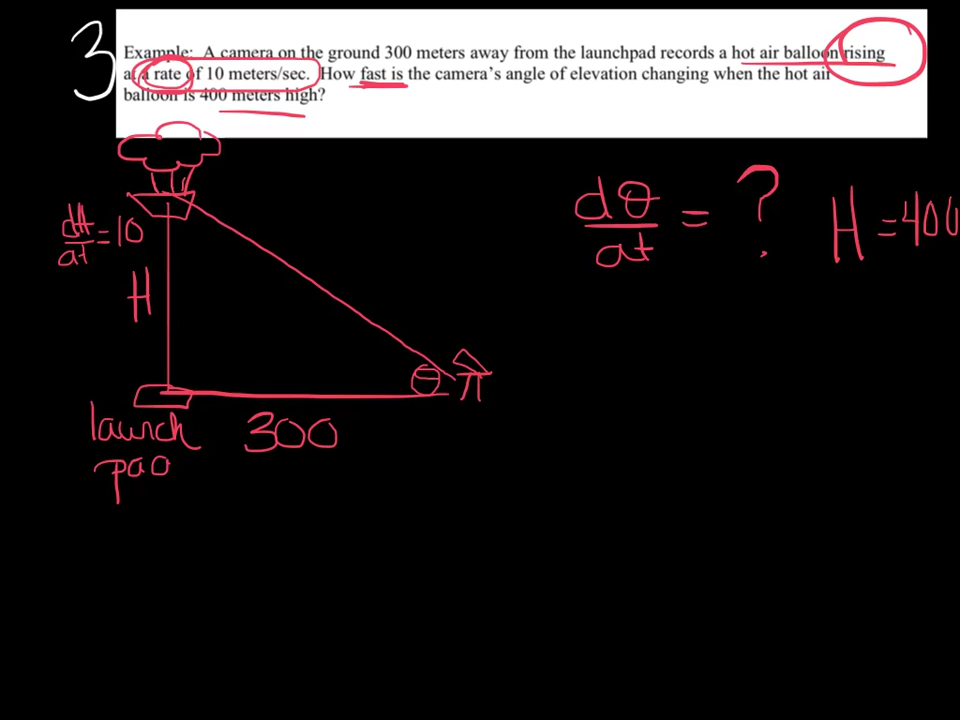 3
Example: A camera on the ground 300 meters away from the launchpad records a hot air balloon rising
at a rate of 10 meters/sec. How fast is the camera's angle of elevation changing when the hot air
balloon is 400 meters high?
dθ/dt = ? H = 400
dH/dt = 10
H
θ
launch 300
pad